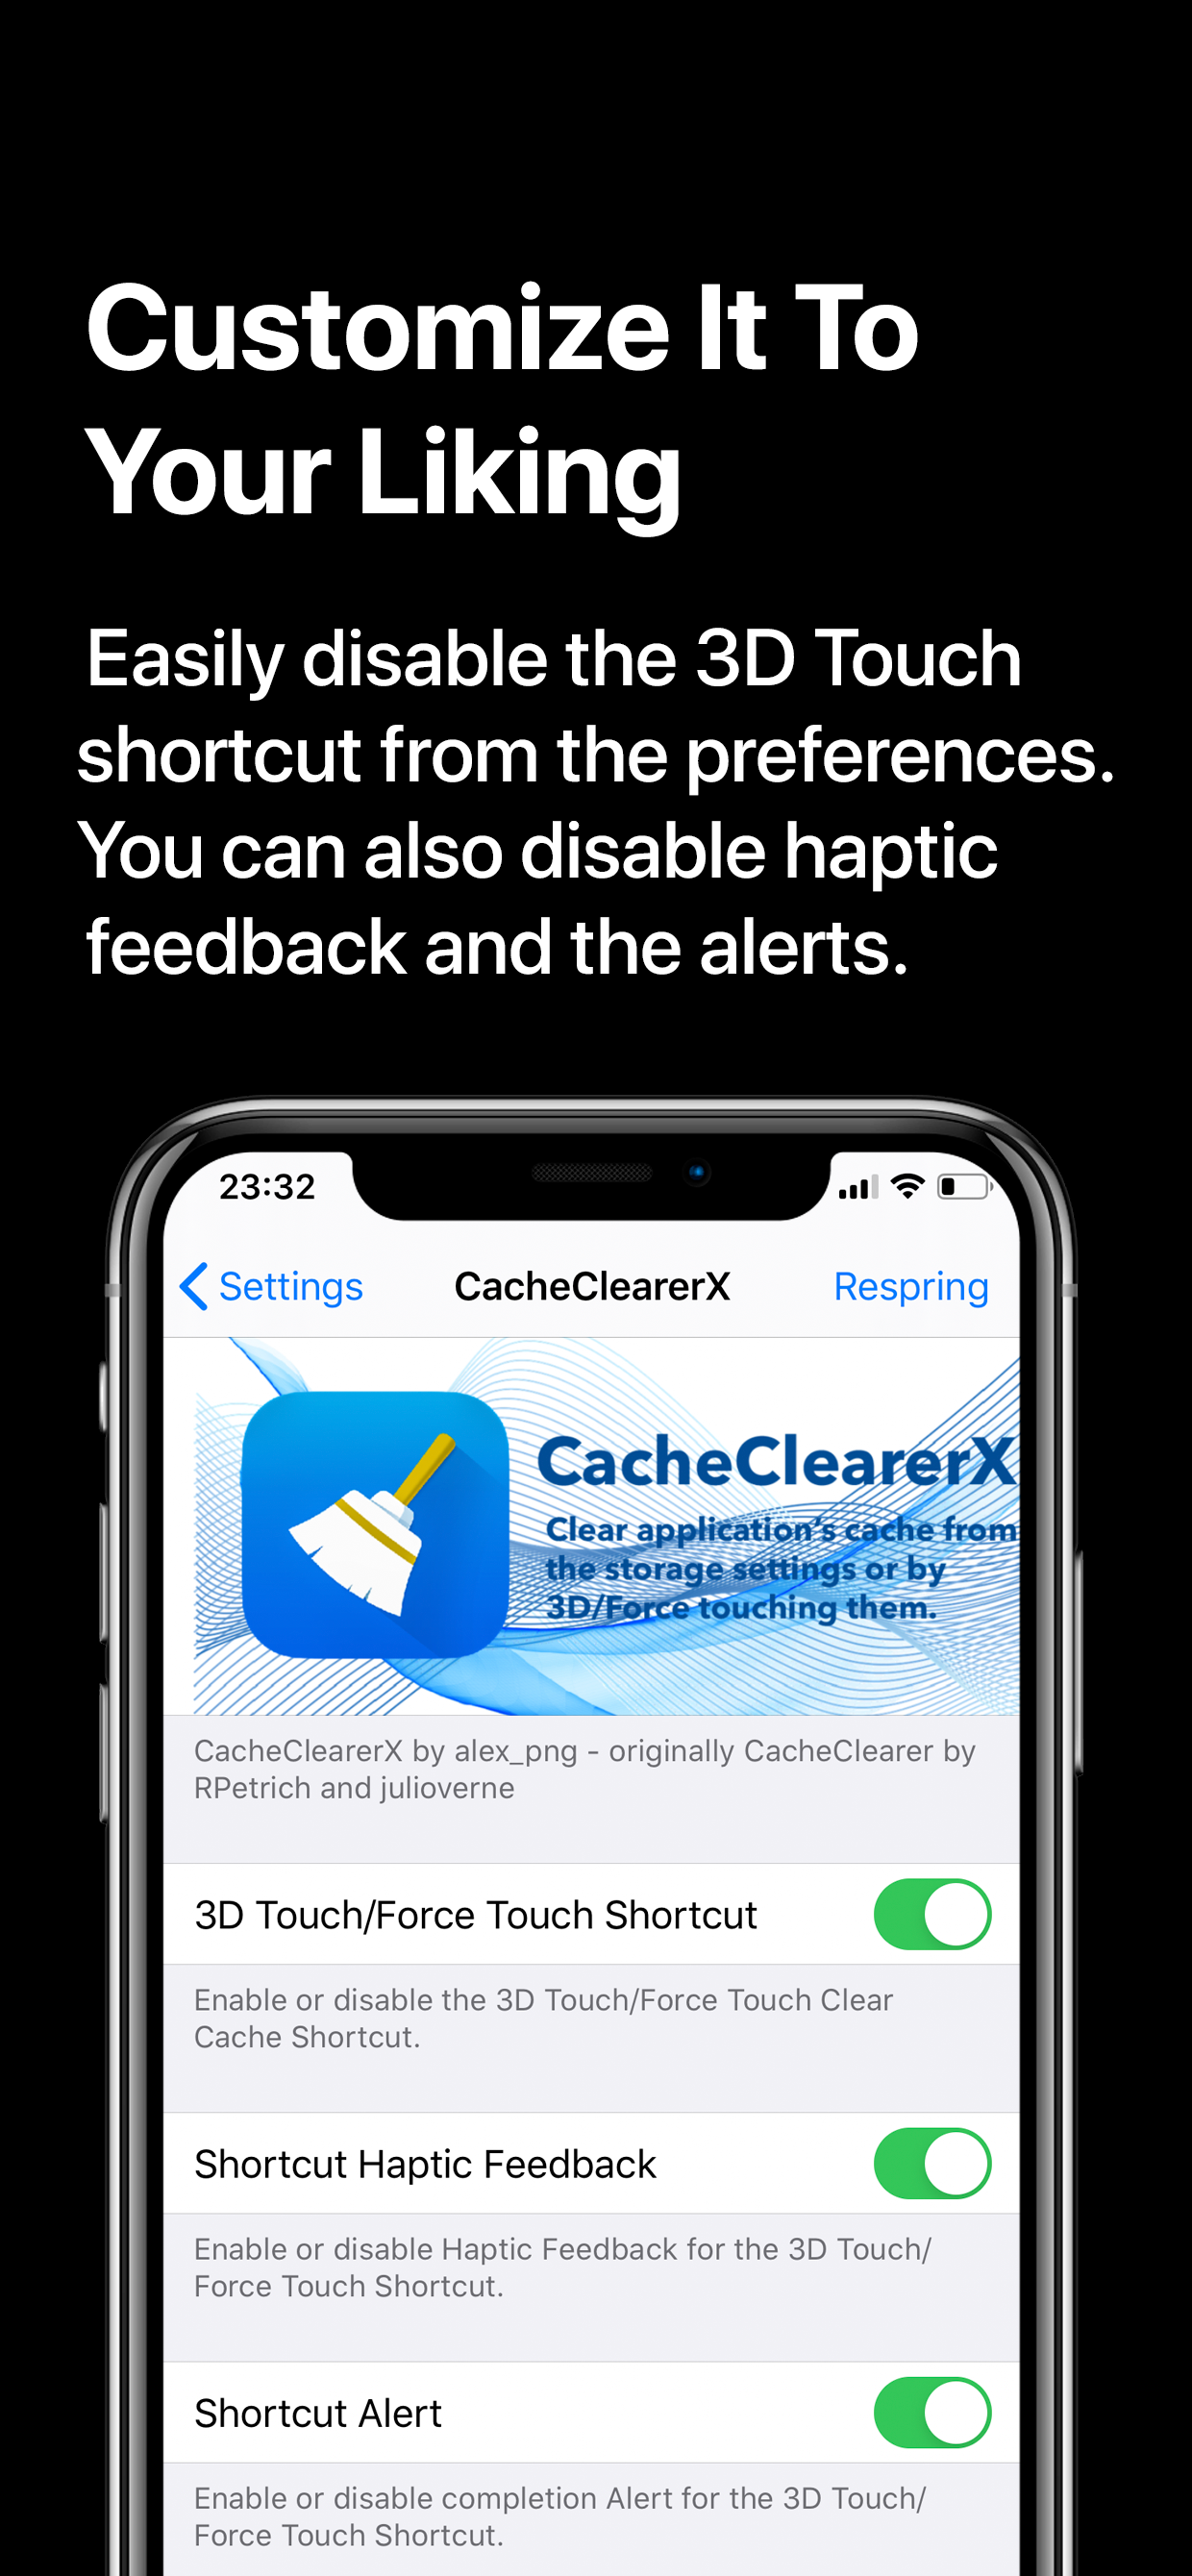 Customize It To
Your Liking
Easily disable the 3D Touch
shortcut from the preferences.
You can also disable haptic
feedback and the alerts.
23:32
Settings CacheClearerX Respring
CacheClearerX
Clear application's cache from
the storage settings or by
3D/Force touching them.
CacheClearerX by alex_png - originally CacheClearer by
RPetrich and julioverne
3D Touch/Force Touch Shortcut
Enable or disable the 3D Touch/Force Touch Clear
Cache Shortcut.
Shortcut Haptic Feedback
Enable or disable Haptic Feedback for the 3D Touch/
Force Touch Shortcut.
Shortcut Alert
Enable or disable completion Alert for the 3D Touch/
Force Touch Shortcut.